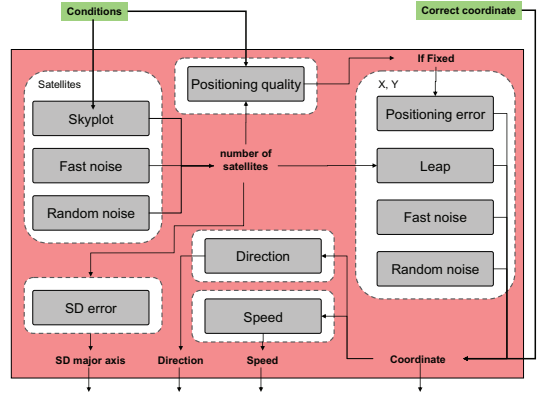 Conditions
Correct coordinate
If Fixed
Satellites
Positioning quality
X, Y
Skyplot
Positioning error
Fast noise
number of
satellites
Leap
Random noise
Fast noise
Direction
Random noise
SD error
Speed
SD major axis
Direction
Speed
Coordinate